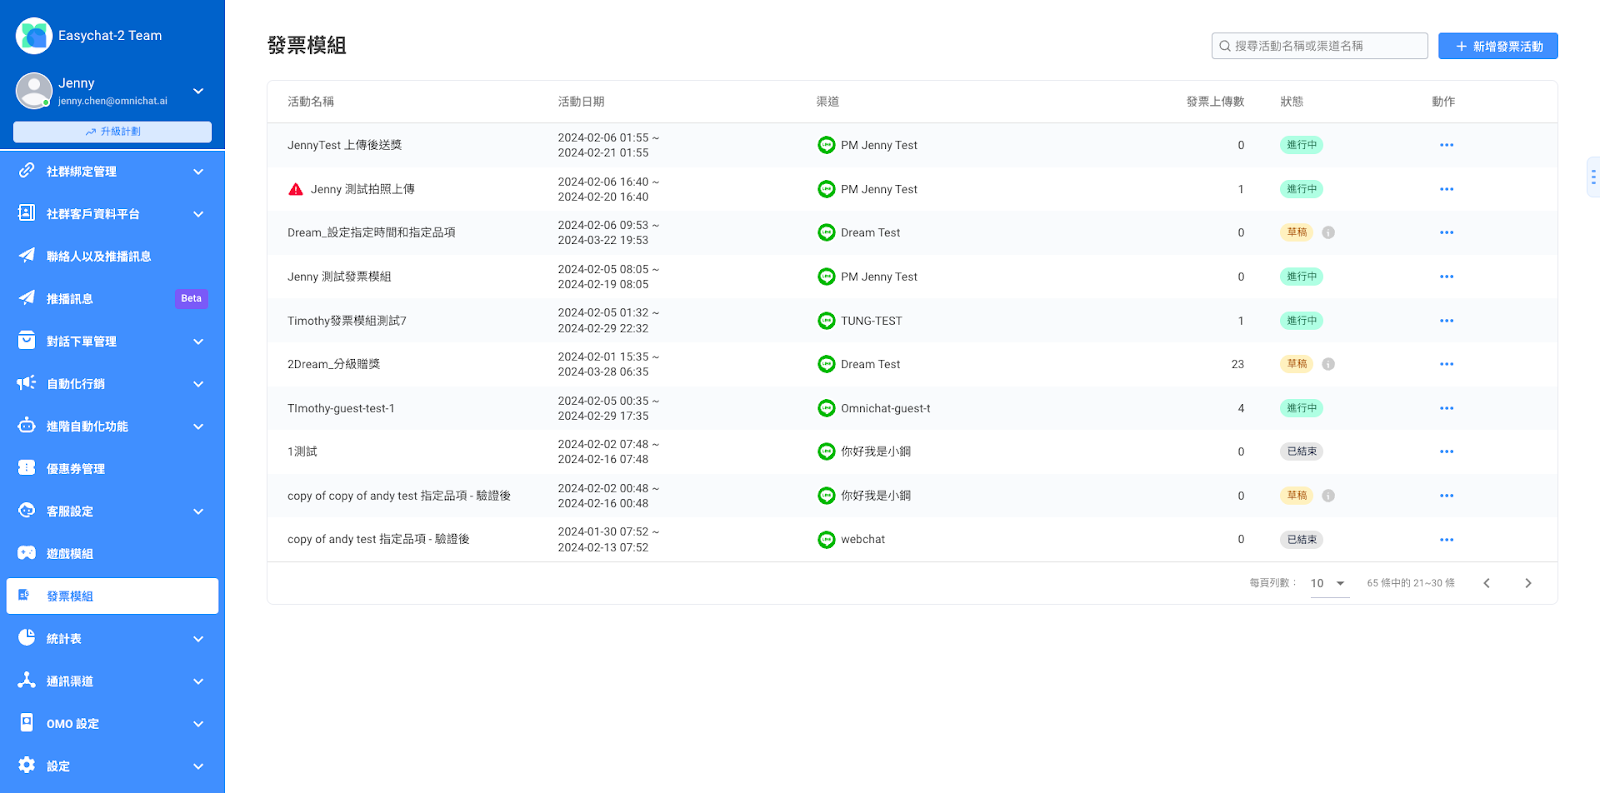 Easychat-2 Team
Jenny
jenny.chen@omnichat.ai
升級計劃
社群綁定管理
社群客戶資料平台
聯絡人以及推播訊息
推播訊息 Beta
對話下單管理
自動化行銷
進階自動化功能
優惠券管理
客服設定
遊戲模組
發票模組
統計表
通訊渠道
OMO 設定
設定
發票模組
搜尋活動名稱或渠道名稱
+ 新增發票活動
活動名稱 活動日期 渠道 發票上傳數 狀態 動作
JennyTest 上傳後送獎 2024-02-06 01:55 ~ PM Jenny Test 0 進行中
2024-02-21 01:55
Jenny 測試拍照上傳 2024-02-06 16:40 ~ PM Jenny Test 1 進行中
2024-02-20 16:40
Dream_設定指定時間和指定品項 2024-02-06 09:53 ~ Dream Test 0 草稿
2024-03-22 19:53
Jenny 測試發票模組 2024-02-05 08:05 ~ PM Jenny Test 0 進行中
2024-02-19 08:05
Timothy發票模組測試7 2024-02-05 01:32 ~ TUNG-TEST 1 進行中
2024-02-29 22:32
2Dream_分級贈獎 2024-02-01 15:35 ~ Dream Test 23 草稿
2024-03-28 06:35
TImothy-guest-test-1 2024-02-05 00:35 ~ Omnichat-guest-t 4 進行中
2024-02-29 17:35
1測試 2024-02-02 07:48 ~ 你好我是小鋼 0 已結束
2024-02-16 07:48
copy of copy of andy test 指定品項 - 驗證後 2024-02-02 00:48 ~ 你好我是小鋼 0 草稿
2024-02-16 00:48
copy of andy test 指定品項 - 驗證後 2024-01-30 07:52 ~ webchat 0 已結束
2024-02-13 07:52
每頁列數： 10 65 條中的 21~30 條